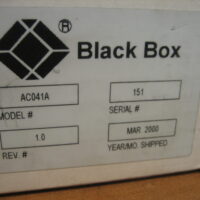 ® Black Box
AC041A 151
MODEL # SERIAL #
1.0 MAR 2000
REV. # YEAR/MO. SHIPPED